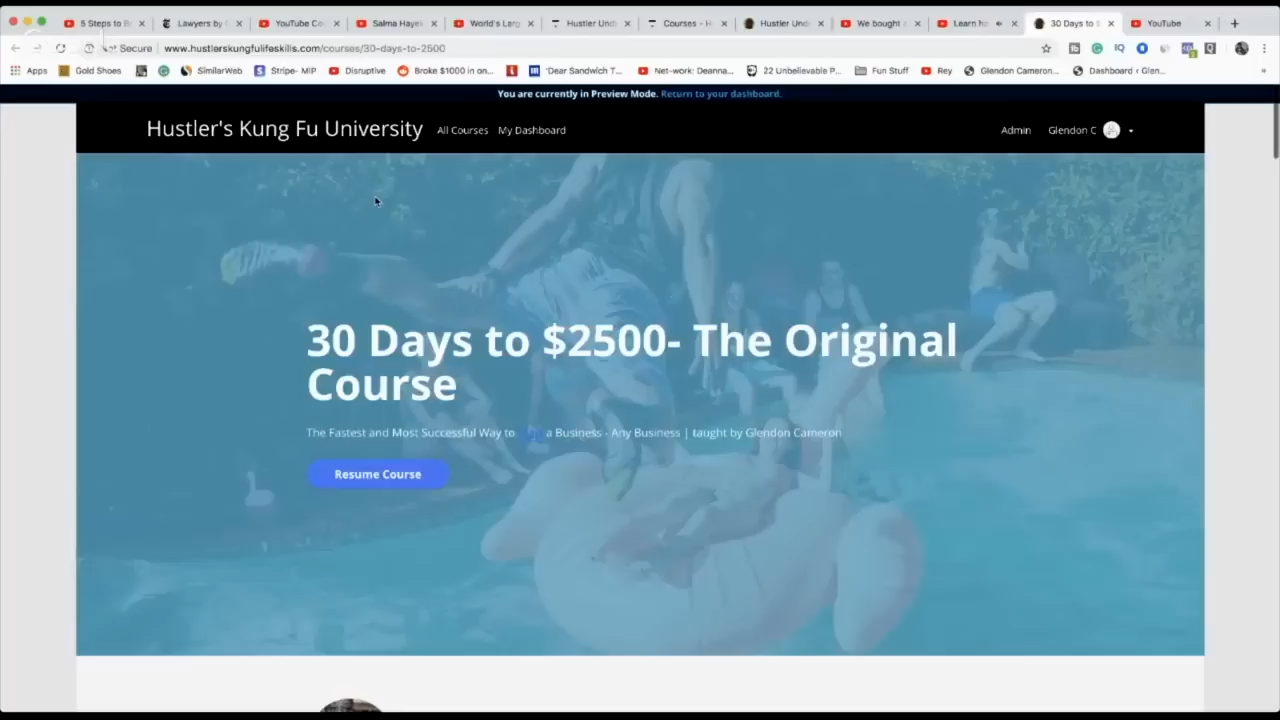 5 Steps to B
Lawyers by
YouTube Co
Salma Hayek
World's Larg
Hustler Und
Courses - H
Hustler Und
We bought a
Learn h
30 Days to $
YouTube
Secure www.hustlerskungfulifeskills.com/courses/30-days-to-2500
Apps Gold Shoes SimilarWeb Stripe- MIP Disruptive Broke $1000 in on... 'Dear Sandwich T... Net-work: Deanna... 22 Unbelievable P... Fun Stuff Rey Glendon Cameron... Dashboard ‹ Glen...
You are currently in Preview Mode. Return to your dashboard.
Hustler's Kung Fu University All Courses My Dashboard Admin Glendon C
30 Days to $2500- The Original
Course
The Fastest and Most Successful Way to a Business - Any Business | taught by Glendon Cameron
Resume Course